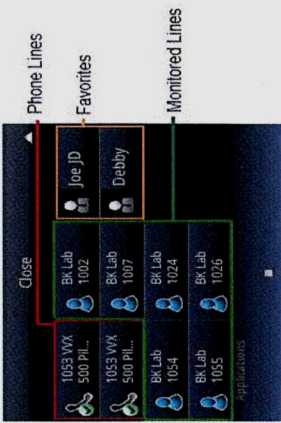 Close
1053 VVX
500 Pil...
BK Lab
1002
Joe JD
1053 VVX
500 Pil...
BK Lab
1007
Debby
BK Lab
1054
BK Lab
1024
BK Lab
1055
BK Lab
1026
Applications
Phone Lines
Favorites
Monitored Lines